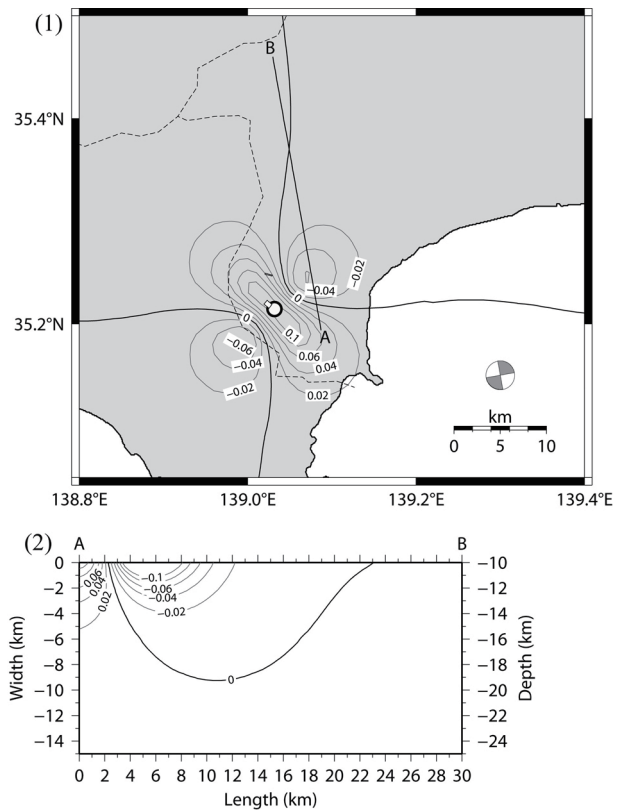 (1)
B
35.4°N
−0.02
−0.04
0
0
35.2°N
0.1
A
−0.06
0.06
−0.04
0.04
−0.02
0.02
km
0 5 10
138.8°E 139.0°E 139.2°E 139.4°E
(2) A B
0 −10
−2 −12
−4 −14
−6 −16
−8 −18
−10 −20
−12 −22
−14 −24
0.06
0.04
0.02
−0.1
−0.06
−0.04
−0.02
0
Width (km)
Depth (km)
0 2 4 6 8 10 12 14 16 18 20 22 24 26 28 30
Length (km)